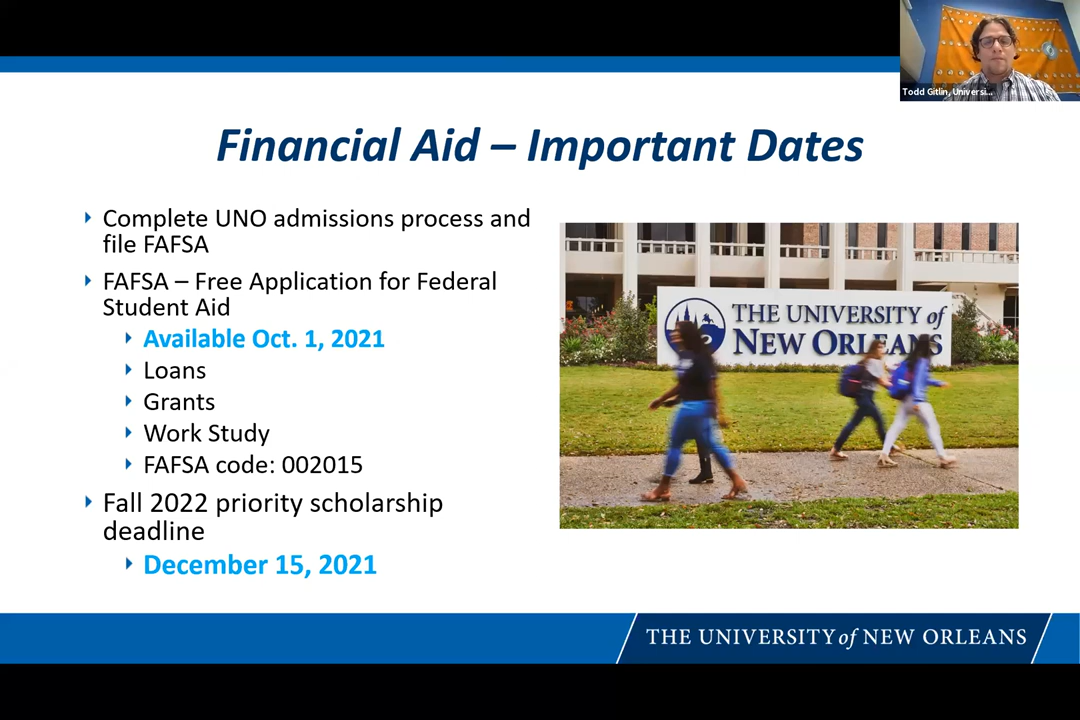 Todd Gitlin, Universi...
Financial Aid – Important Dates
Complete UNO admissions process and
file FAFSA
FAFSA – Free Application for Federal
Student Aid
Available Oct. 1, 2021
Loans
Grants
Work Study
FAFSA code: 002015
Fall 2022 priority scholarship
deadline
December 15, 2021
THE UNIVERSITY of
NEW ORLEANS
THE UNIVERSITY of NEW ORLEANS